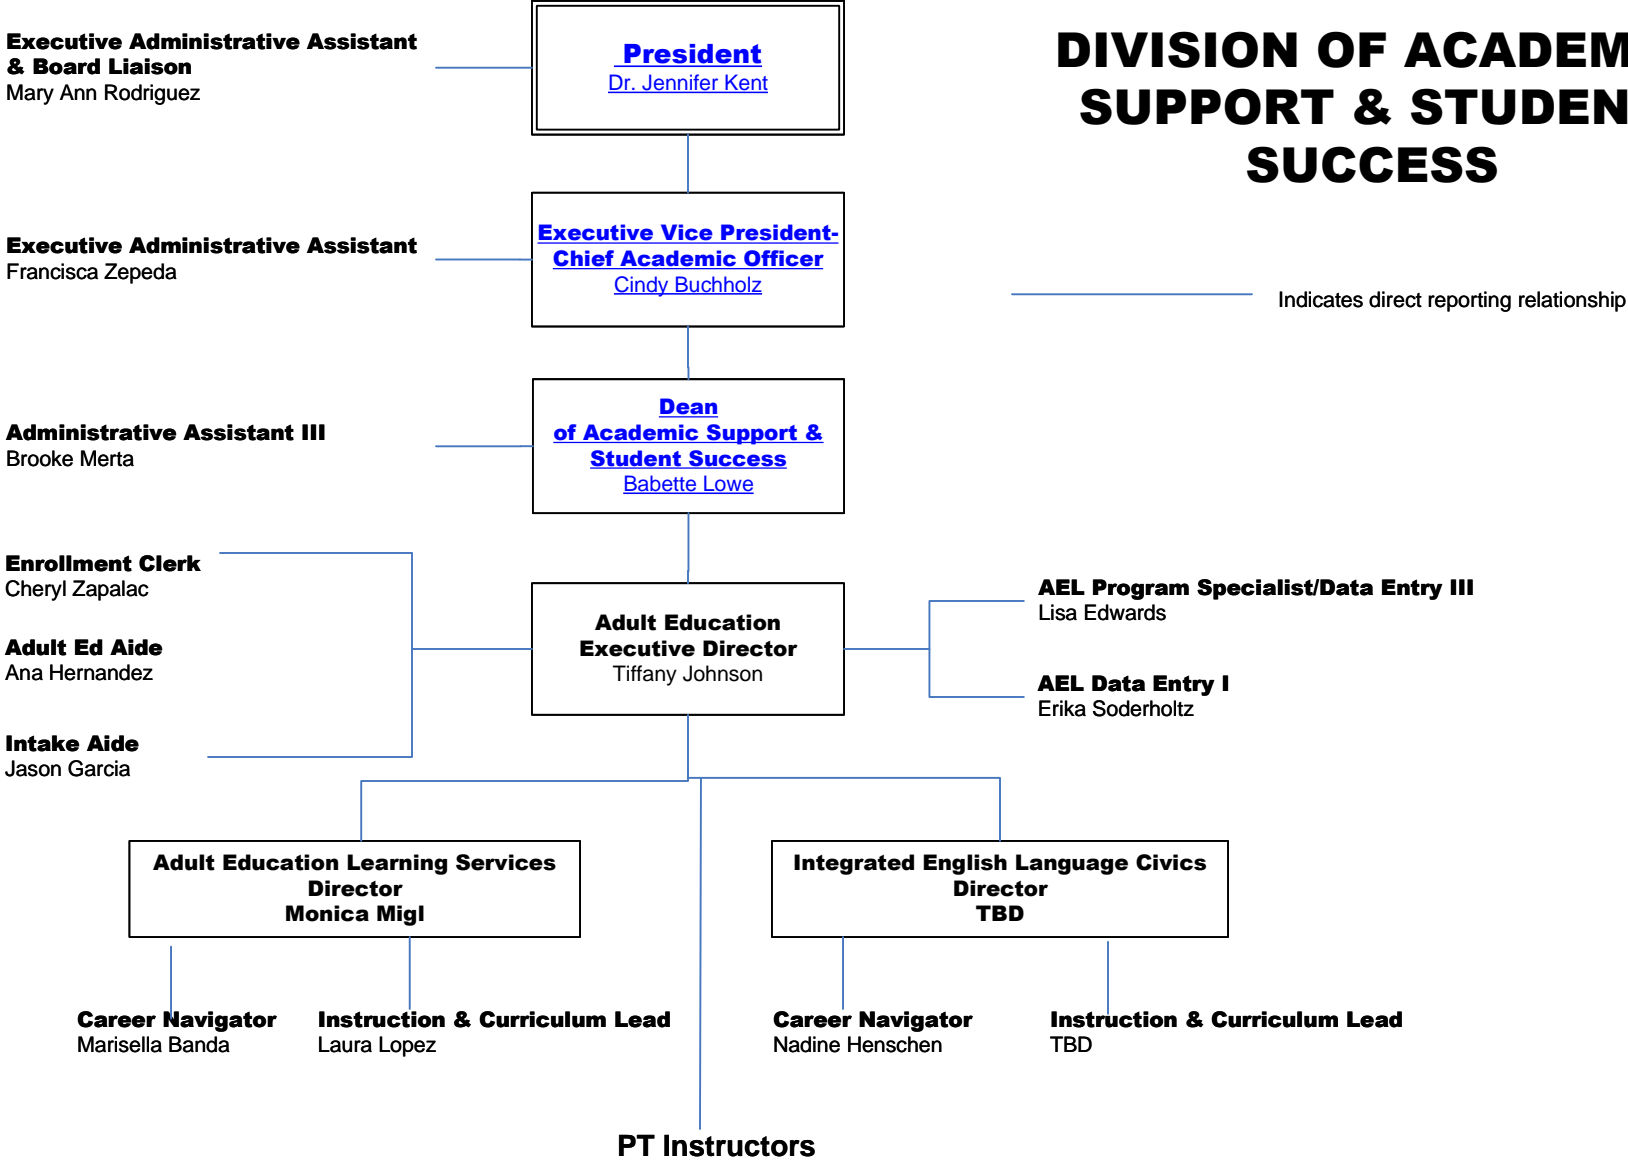 DIVISION OF ACADEM
SUPPORT & STUDEN
SUCCESS
Executive Administrative Assistant
& Board Liaison
Mary Ann Rodriguez
President
Dr. Jennifer Kent
Executive Administrative Assistant
Francisca Zepeda
Executive Vice President-
Chief Academic Officer
Cindy Buchholz
Indicates direct reporting relationship
Administrative Assistant III
Brooke Merta
Dean
of Academic Support &
Student Success
Babette Lowe
Enrollment Clerk
Cheryl Zapalac
Adult Ed Aide
Ana Hernandez
Intake Aide
Jason Garcia
Adult Education
Executive Director
Tiffany Johnson
AEL Program Specialist/Data Entry III
Lisa Edwards
AEL Data Entry I
Erika Soderholtz
Adult Education Learning Services
Director
Monica Migl
Integrated English Language Civics
Director
TBD
Career Navigator
Marisella Banda
Instruction & Curriculum Lead
Laura Lopez
Career Navigator
Nadine Henschen
Instruction & Curriculum Lead
TBD
PT Instructors